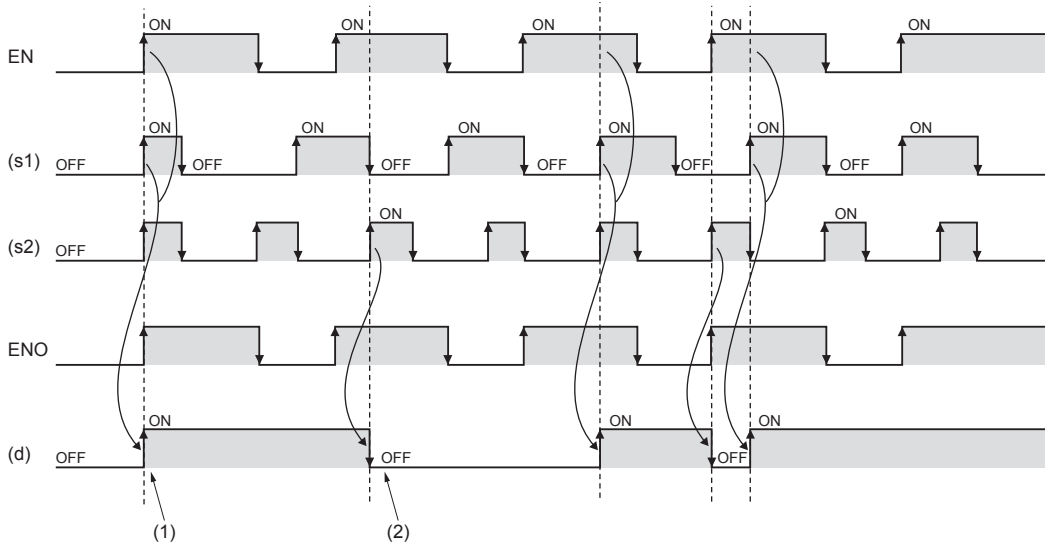 ON ON ON ON ON
EN
ON ON ON ON ON ON
(s1) OFF OFF OFF OFF OFF OFF
ON ON
(s2) OFF
ENO
ON ON ON
(d) OFF OFF OFF
(1) (2)